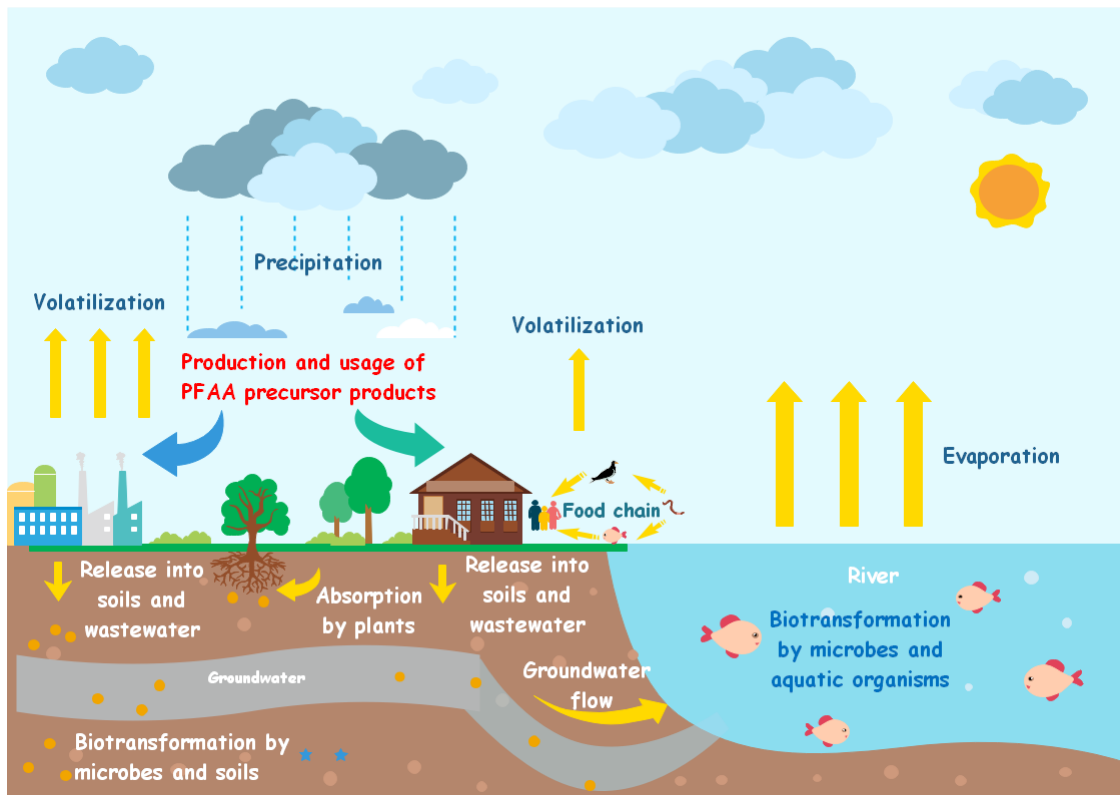 Precipitation
Volatilization
Volatilization
Production and usage of
PFAA precursor products
Evaporation
Food chain
Release into
soils and
wastewater
Absorption
by plants
Release into
soils and
wastewater
River
Biotransformation
by microbes and
aquatic organisms
Groundwater
Groundwater
flow
Biotransformation by
microbes and soils